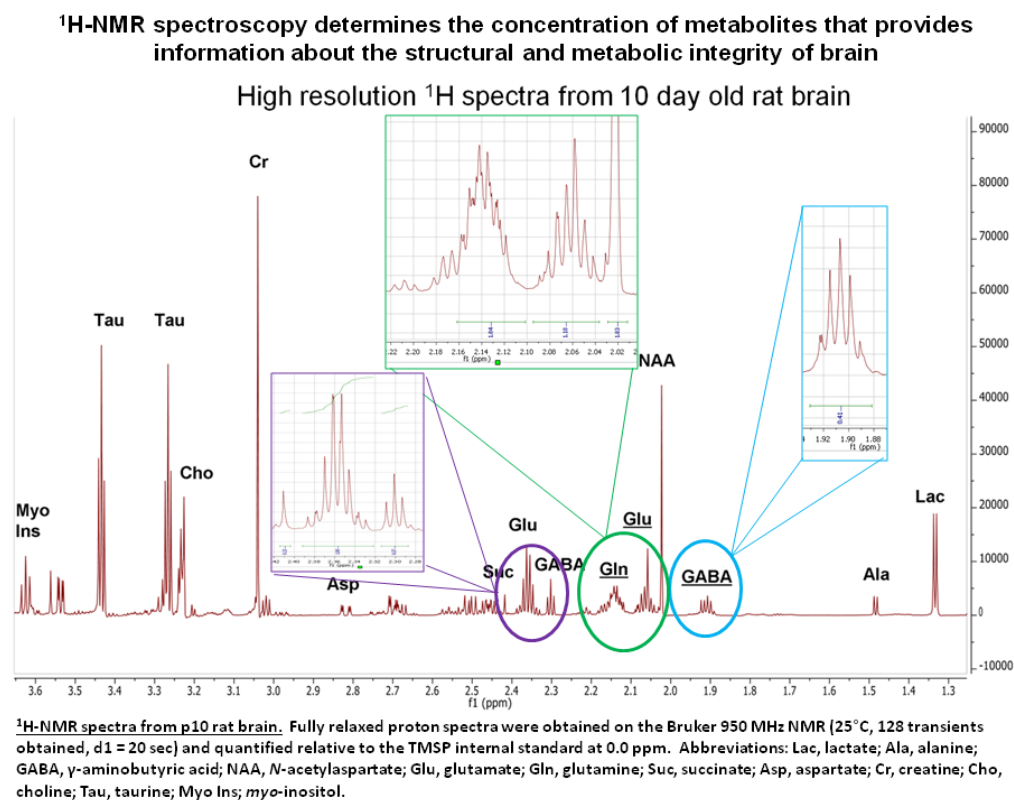 ¹H-NMR spectroscopy determines the concentration of metabolites that provides
information about the structural and metabolic integrity of brain
High resolution ¹H spectra from 10 day old rat brain
90000
80000
70000
60000
50000
40000
30000
20000
10000
0
-10000
Cr
Tau
Tau
NAA
Cho
Myo
Ins
Glu
Glu
Lac
Suc
GABA
Gln
GABA
Ala
Asp
2.20 2.18 2.16 2.14 2.12 2.10 2.08 2.06 2.04 2.02
f1 (ppm)
1.92 1.90 1.88
f1 (ppm)
0.41
3.6 3.5 3.4 3.3 3.2 3.1 3.0 2.9 2.8 2.7 2.6 2.5 2.4 2.3 2.2 2.1 2.0 1.9 1.8 1.7 1.6 1.5 1.4 1.3
f1 (ppm)
¹H-NMR spectra from p10 rat brain. Fully relaxed proton spectra were obtained on the Bruker 950 MHz NMR (25°C, 128 transients
obtained, d1 = 20 sec) and quantified relative to the TMSP internal standard at 0.0 ppm. Abbreviations: Lac, lactate; Ala, alanine;
GABA, γ-aminobutyric acid; NAA, N-acetylaspartate; Glu, glutamate; Gln, glutamine; Suc, succinate; Asp, aspartate; Cr, creatine; Cho,
choline; Tau, taurine; Myo Ins; myo-inositol.